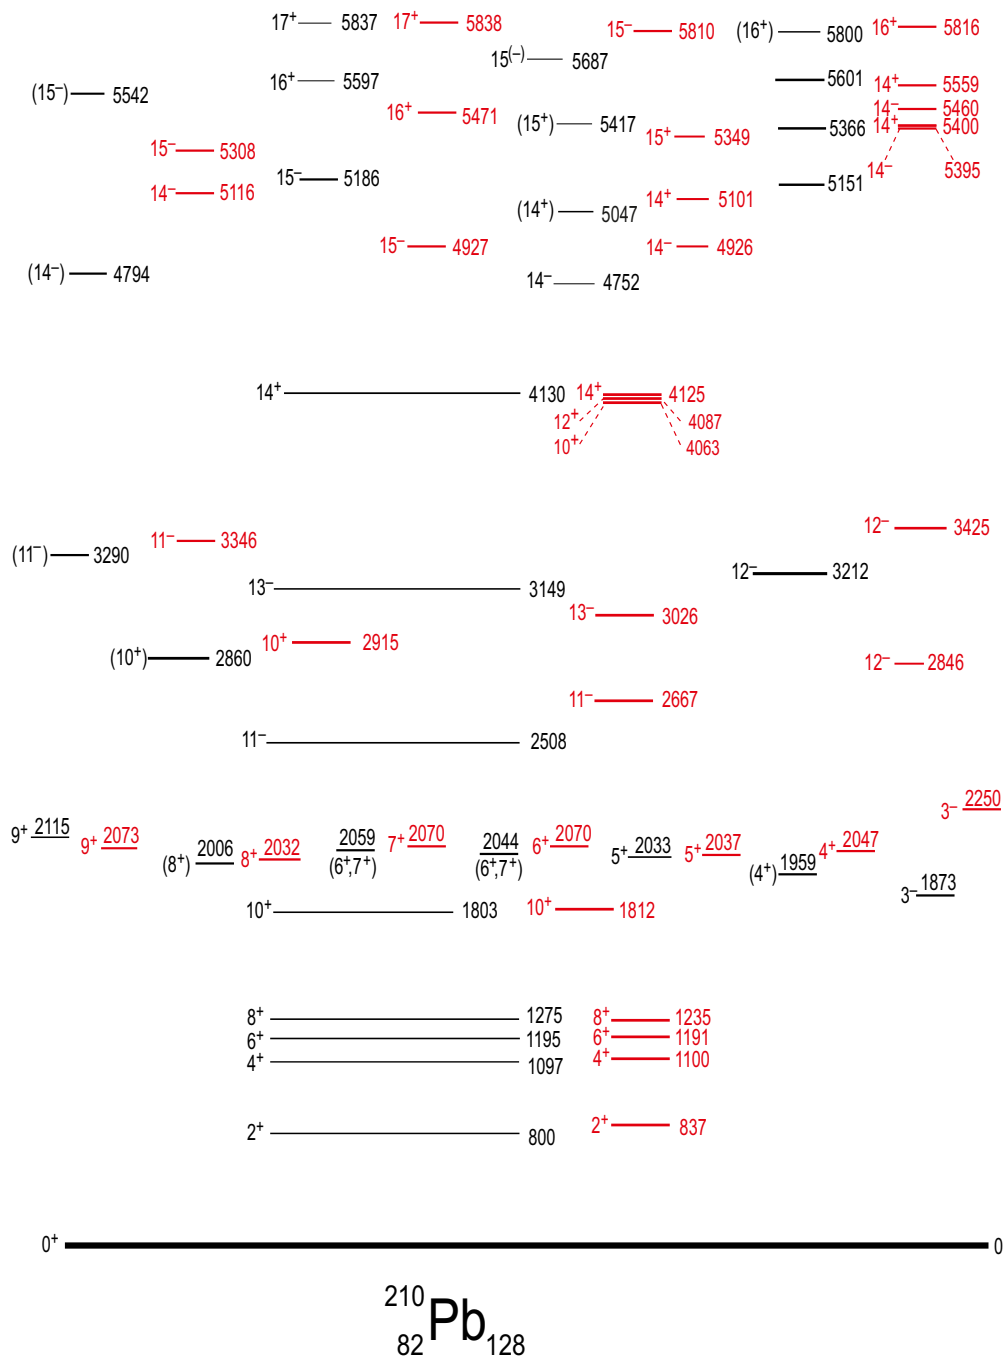 17+ 5837 17+ 5838 15– 5810 (16+) 5800 16+ 5816
15(–) 5687
(15–) 5542 16+ 5597 5601 14+ 5559
16+ 5471 (15+) 5417 14– 5460
15+ 5349 5366 14+ 5400
15– 5308 15– 5186 5151 14– 5395
14– 5116 (14+) 5047 14+ 5101
15– 4927 14– 4926
(14–) 4794 14– 4752
14+ 4130 14+ 4125
12+ 4087
10+ 4063
12– 3425
(11–) 3290 11– 3346
12– 3212
13– 3149
13– 3026
(10+) 2860 10+ 2915
12– 2846
11– 2667
11– 2508
3– 2250
9+ 2115 9+ 2073 (8+) 2006 8+ 2032 2059 (6+,7+) 7+ 2070 2044 (6+,7+) 6+ 2070 5+ 2033 5+ 2037 (4+) 1959 4+ 2047
3– 1873
10+ 1803 10+ 1812
8+ 1275 8+ 1235
6+ 1195 6+ 1191
4+ 1097 4+ 1100
2+ 800 2+ 837
0+ 0
210
82 Pb 128